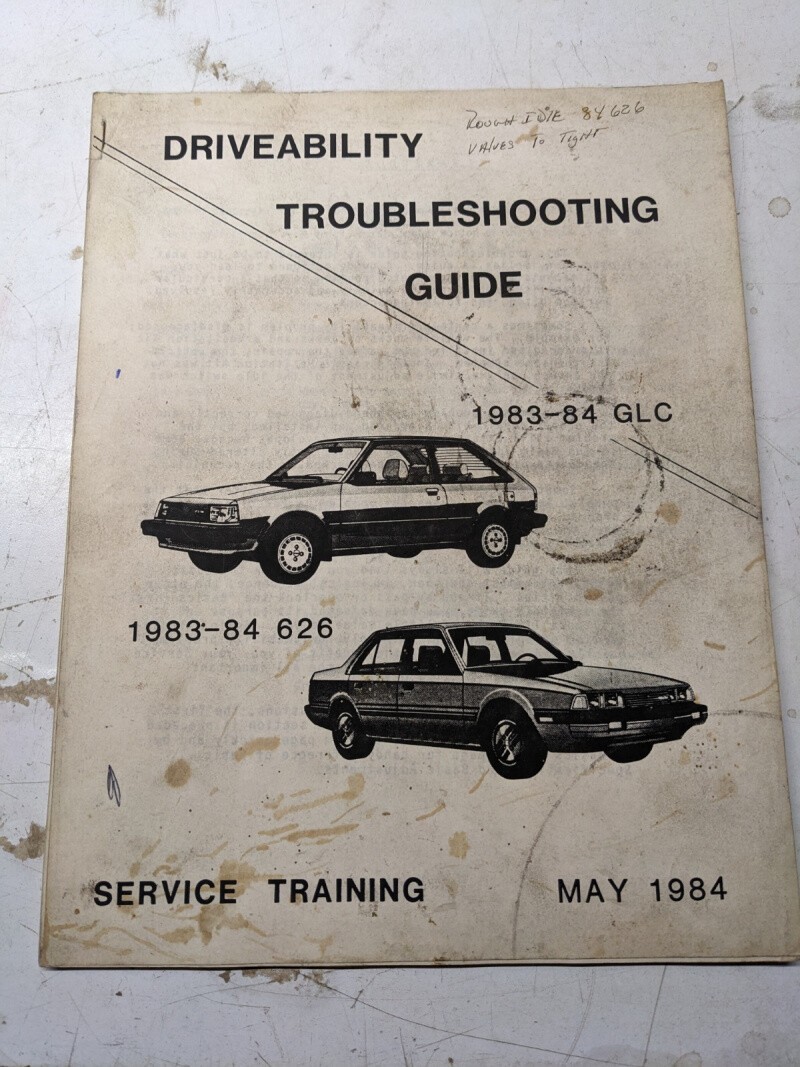 ROUGH IDLE 84 626
VALVES TO TIGHT
DRIVEABILITY
TROUBLESHOOTING
GUIDE
1983-84 GLC
1983-84 626
SERVICE TRAINING MAY 1984